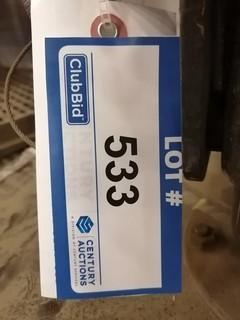 LOT #
533
ClubBid
CENTURY
AUCTIONS